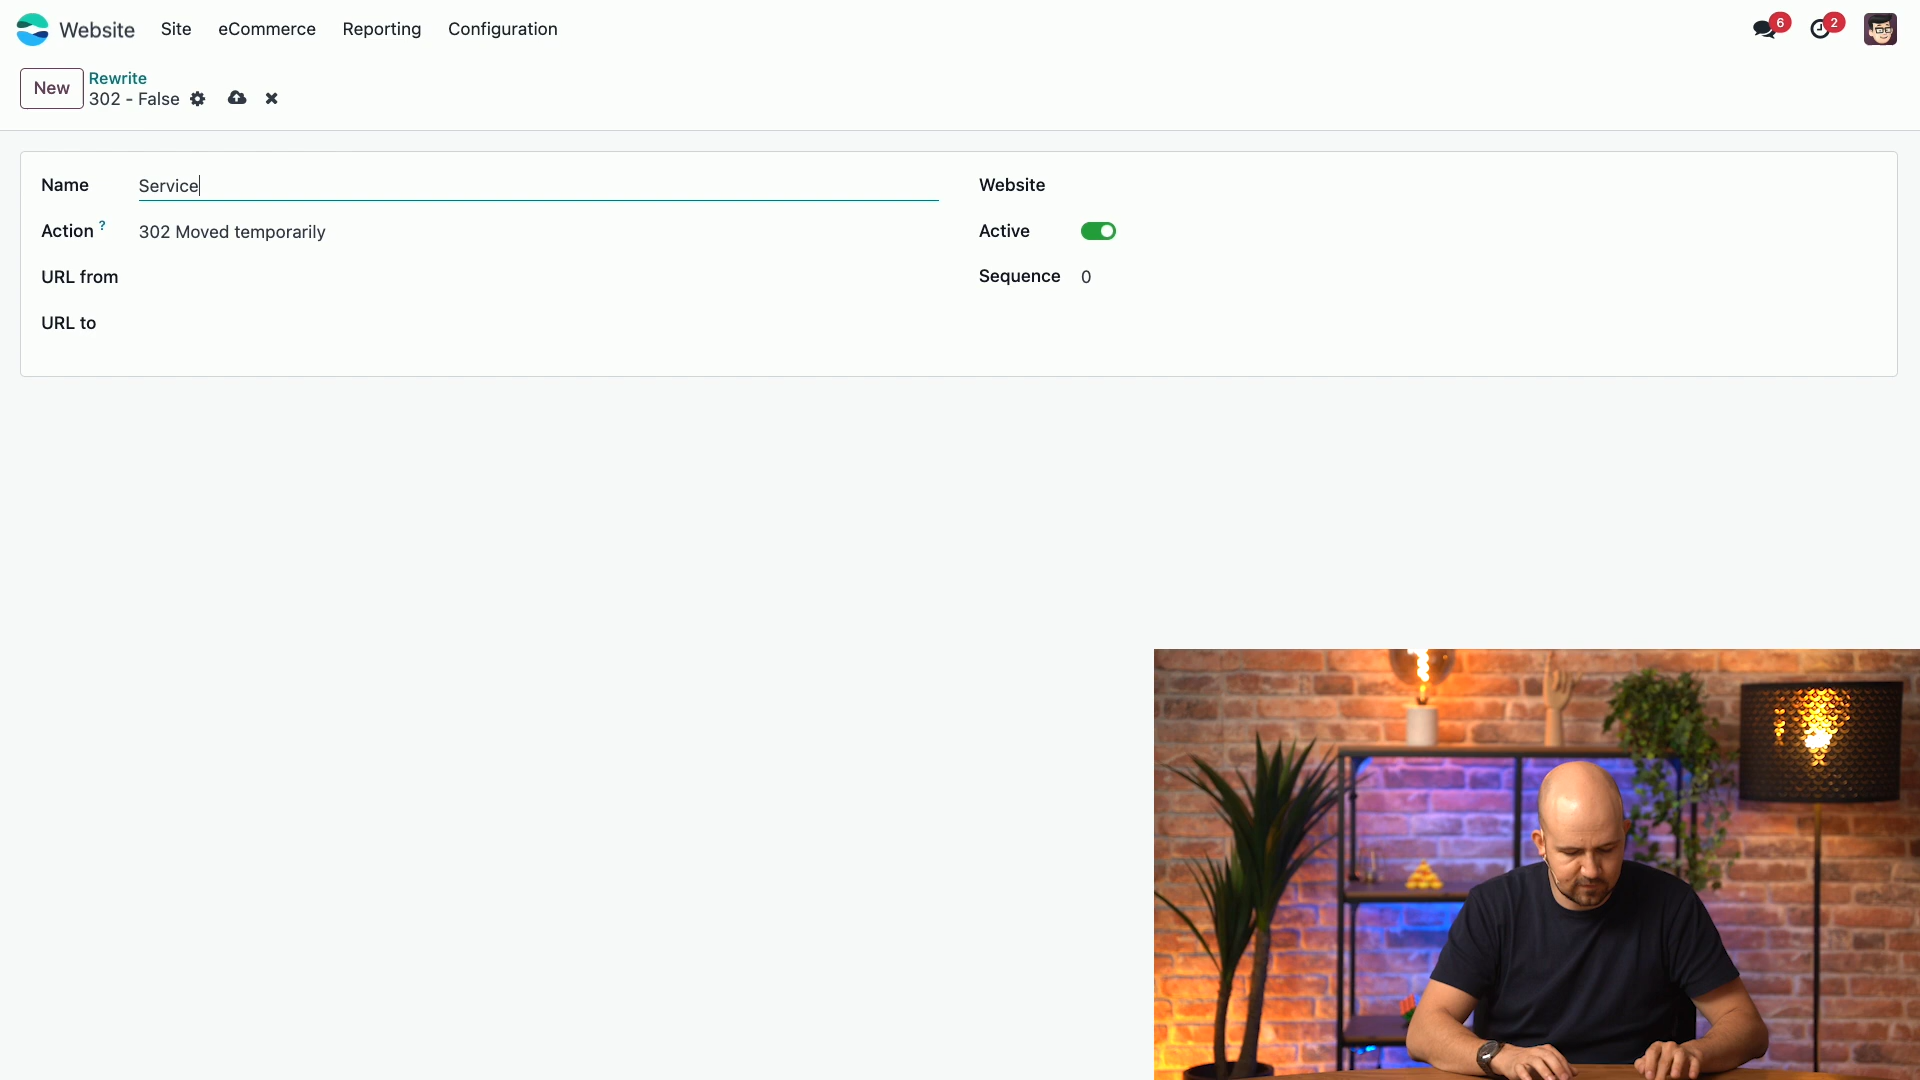 Website Site eCommerce Reporting Configuration 6 2
New Rewrite
302 - False
Name Service Website
Action ? 302 Moved temporarily Active
URL from Sequence 0
URL to